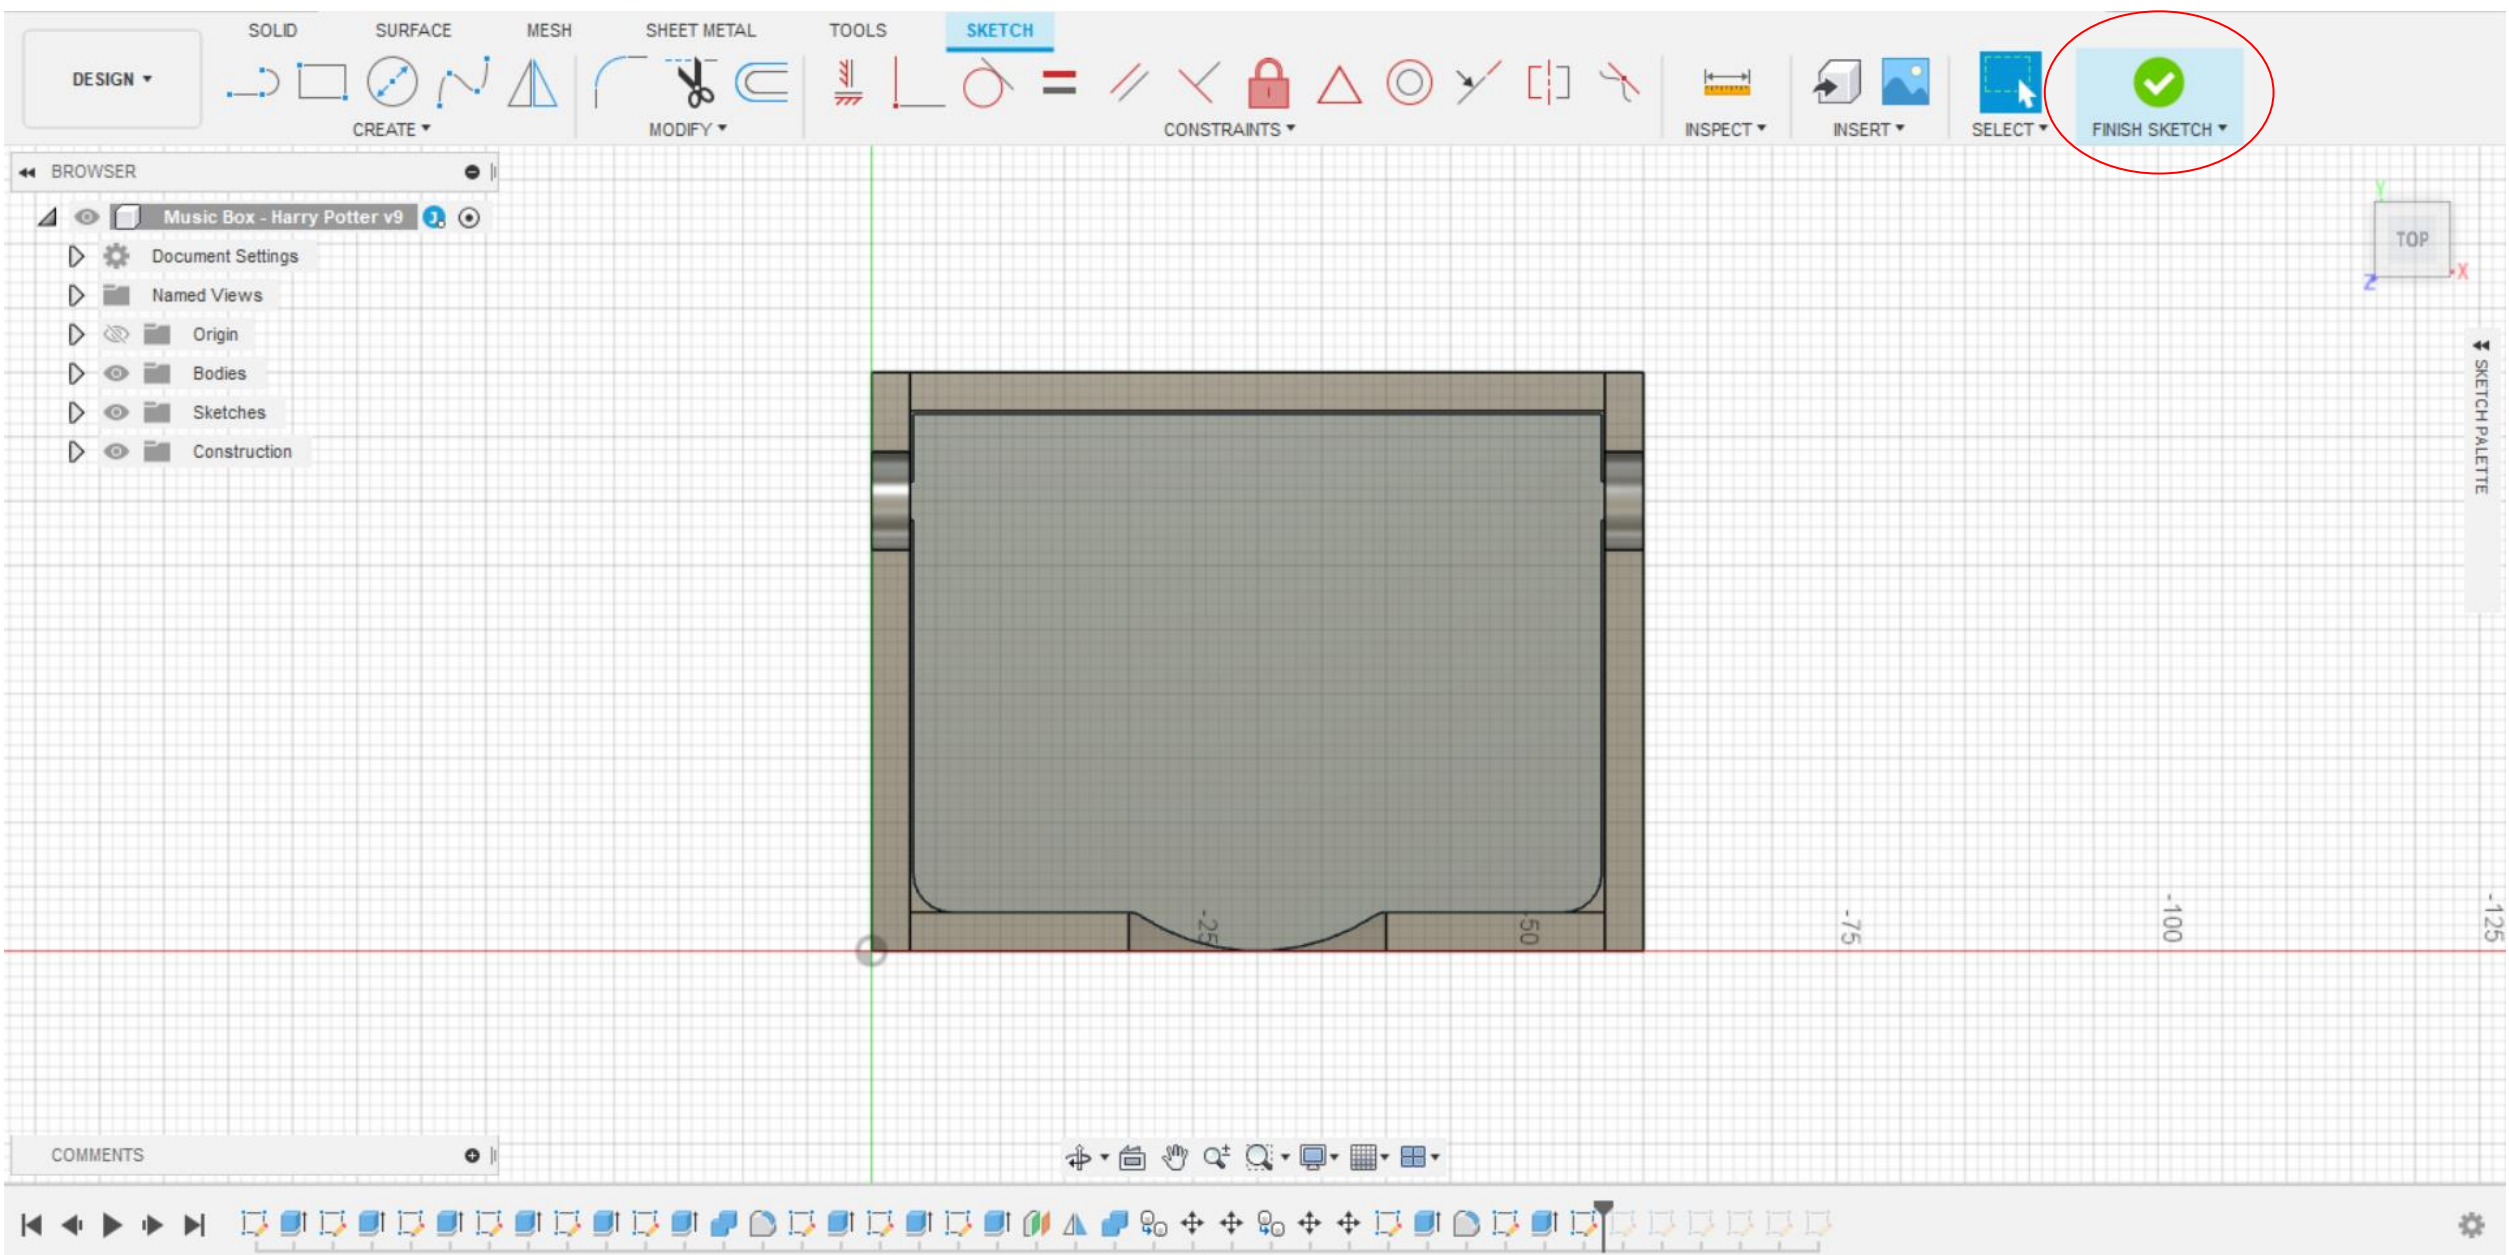 SOLID SURFACE MESH SHEET METAL TOOLS SKETCH
DESIGN
CREATE MODIFY CONSTRAINTS INSPECT INSERT SELECT FINISH SKETCH
BROWSER
Music Box - Harry Potter v9
Document Settings
Named Views
Origin
Bodies
Sketches
Construction
Y
TOP
X
Z
SKETCH PALETTE
-25
-50
-75
-100
-125
COMMENTS